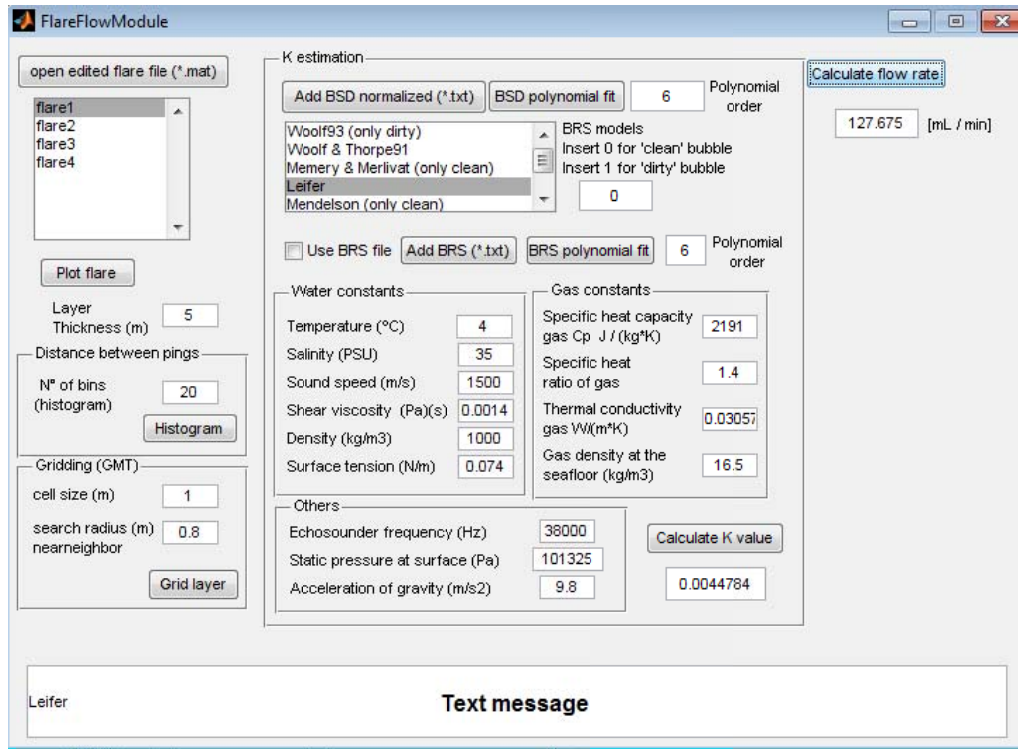 FlareFlowModule
open edited flare file (*.mat)
flare1
flare2
flare3
flare4
Plot flare
Layer
Thickness (m)
5
Distance between pings
N° of bins
(histogram)
20
Histogram
Gridding (GMT)
cell size (m)
1
search radius (m)
nearneighbor
0.8
Grid layer
K estimation
Add BSD normalized (*.txt)
BSD polynomial fit
6
Polynomial
order
Woolf93 (only dirty)
Woolf & Thorpe91
Memery & Merlivat (only clean)
Leifer
Mendelson (only clean)
BRS models
Insert 0 for 'clean' bubble
Insert 1 for 'dirty' bubble
0
Use BRS file
Add BRS (*.txt)
BRS polynomial fit
6
Polynomial
order
Water constants
Temperature (ºC)
4
Salinity (PSU)
35
Sound speed (m/s)
1500
Shear viscosity (Pa)(s)
0.0014
Density (kg/m3)
1000
Surface tension (N/m)
0.074
Gas constants
Specific heat capacity
gas Cp J / (kg*K)
2191
Specific heat
ratio of gas
1.4
Thermal conductivity
gas W/(m*K)
0.03057
Gas density at the
seafloor (kg/m3)
16.5
Others
Echosounder frequency (Hz)
38000
Static pressure at surface (Pa)
101325
Acceleration of gravity (m/s2)
9.8
Calculate K value
0.0044784
Calculate flow rate
127.675
[mL / min]
Leifer
Text message